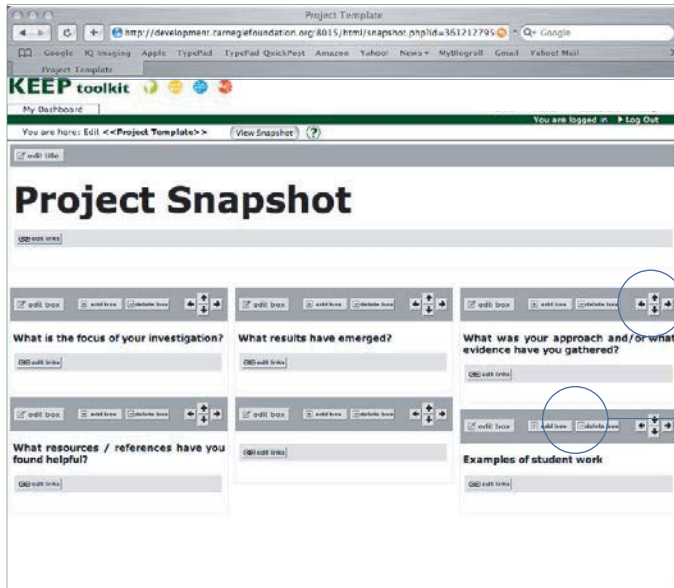 Project Template
http://development.carnegiefoundation.org:8015/html/snapshot.php?id=361212795
Q- Google
Google IQ Imaging Apple TypePad TypePad QuickPost Amazon Yahoo! News MyBlogroll Gmail Yahoo! Mail
Project Template
KEEP toolkit
My Dashboard
You are logged in Log Out
You are here: Edit <<Project Template>> View Snapshot ?
edit title
Project Snapshot
edit links
edit box add box delete box edit box add box delete box edit box add box delete box
What is the focus of your investigation? What results have emerged? What was your approach and/or what
evidence have you gathered?
edit links edit links edit links
edit box add box delete box edit box add box delete box edit box add box delete box
What resources / references have you
found helpful?
edit links
Examples of student work
edit links edit links